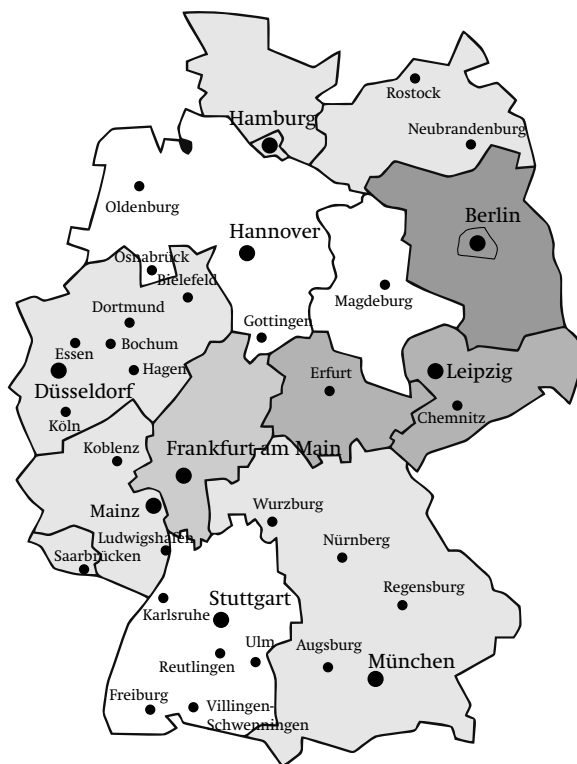 Rostock
Hamburg
Neubrandenburg
Oldenburg
Berlin
Hannover
Osnabrück
Bielefeld
Magdeburg
Dortmund
Gottingen
Essen
Bochum
Hagen
Erfurt
Leipzig
Düsseldorf
Köln
Chemnitz
Koblenz
Frankfurt am Main
Mainz
Wurzburg
Ludwigshafen
Nürnberg
Saarbrücken
Regensburg
Stuttgart
Karlsruhe
Ulm
Augsburg
Reutlingen
München
Freiburg
Villingen-
Schwenningen